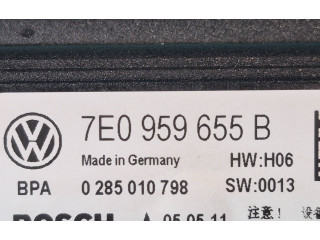 7E0 959 655 B
Made in Germany HW:H06
BPA 0 285 010 798 SW:0013
BOSCH 05.05.11 注意!